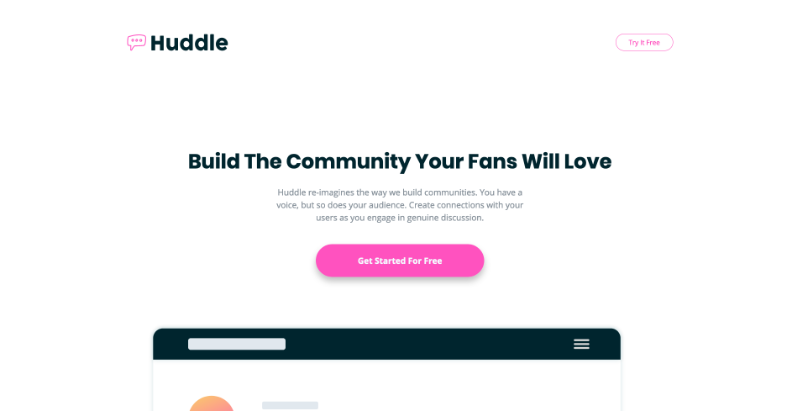 Huddle
Try It Free
Build The Community Your Fans Will Love
Huddle re-imagines the way we build communities. You have a
voice, but so does your audience. Create connections with your
users as you engage in genuine discussion.
Get Started For Free